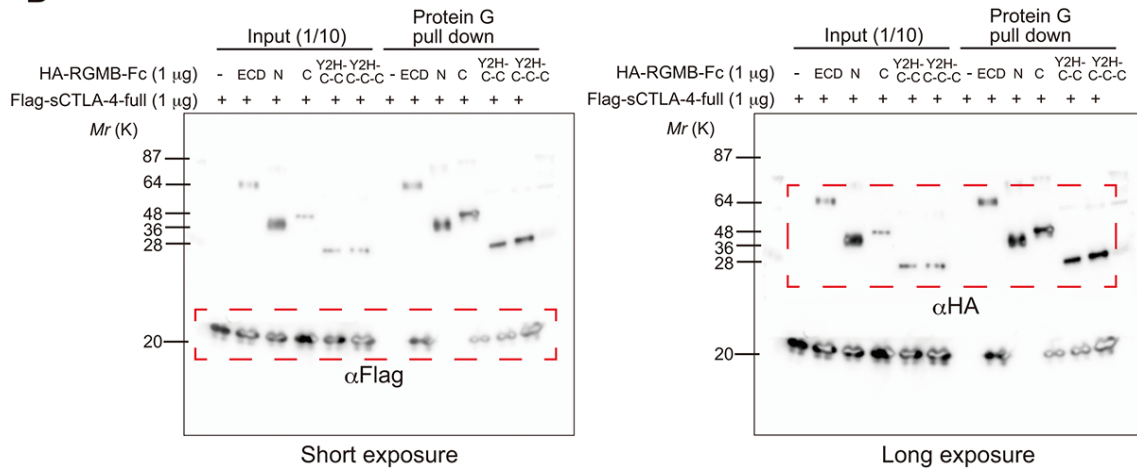 Input (1/10)
Protein G
pull down
HA-RGMB-Fc (1 μg)
- ECD N C Y2H-C-C Y2H-C-C-C - ECD N C Y2H-C-C Y2H-C-C-C
Flag-sCTLA-4-full (1 μg)
+ + + + + + + + + + + +
Mr (K)
87
64
48
36
28
20
αFlag
Short exposure
Input (1/10)
Protein G
pull down
HA-RGMB-Fc (1 μg)
- ECD N C Y2H-C-C Y2H-C-C-C - ECD N C Y2H-C-C Y2H-C-C-C
Flag-sCTLA-4-full (1 μg)
+ + + + + + + + + + + +
Mr (K)
87
64
48
36
28
αHA
20
Long exposure